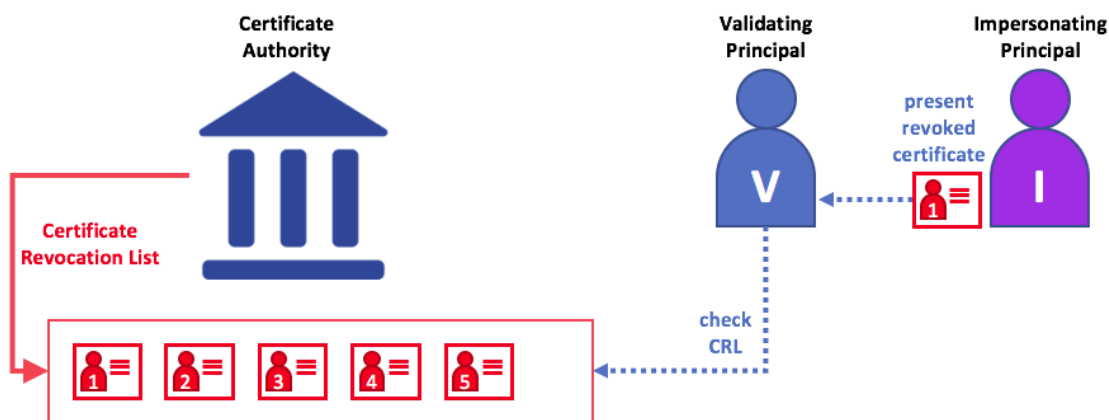 Certificate
Authority
Validating
Principal
Impersonating
Principal
present
revoked
certificate
V
I
1
Certificate
Revocation List
check
CRL
1
2
3
4
5